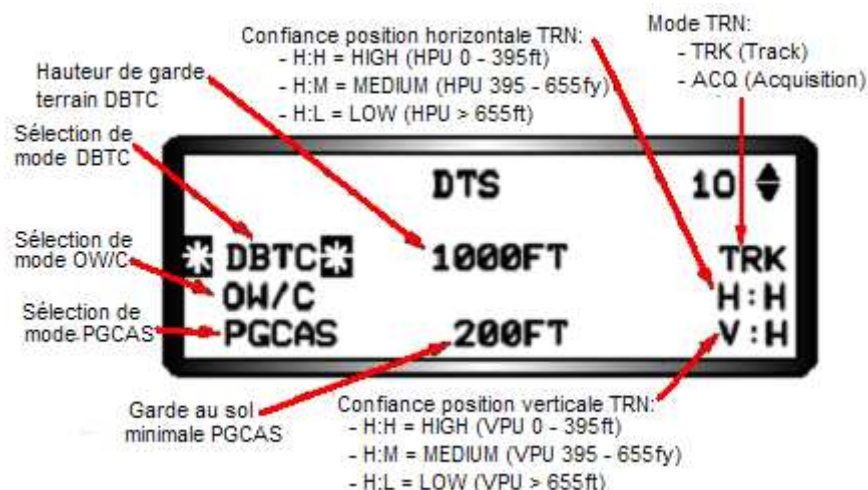 Confiance position horizontale TRN:
- H:H = HIGH (HPU 0 - 395ft)
- H:M = MEDIUM (HPU 395 - 655fy)
- H:L = LOW (HPU > 655ft)
Mode TRN:
- TRK (Track)
- ACQ (Acquisition)
Hauteur de garde
terrain DBTC
Sélection de
mode DBTC
Sélection de
mode OW/C
Sélection de
mode PGCAS
DTS 10
DBTC 1000FT TRK
OW/C H:H
PGCAS 200FT V:H
Garde au sol
minimale PGCAS
Confiance position verticale TRN:
- H:H = HIGH (VPU 0 - 395ft)
- H:M = MEDIUM (VPU 395 - 655fy)
- H:L = LOW (VPU > 655ft)